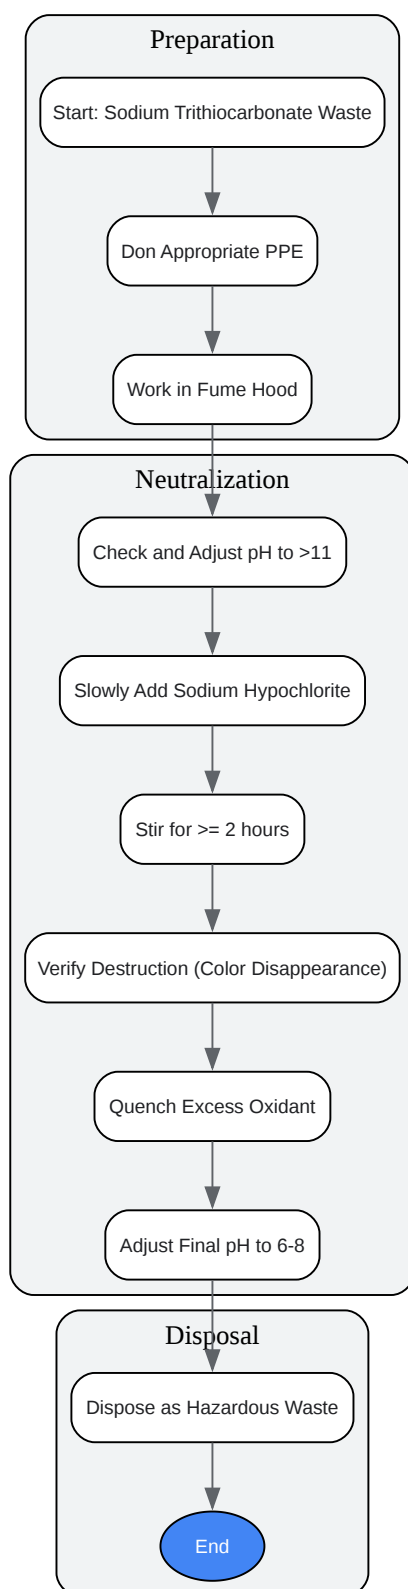 Preparation
Start: Sodium Trithiocarbonate Waste
Don Appropriate PPE
Work in Fume Hood
Neutralization
Check and Adjust pH to >11
Slowly Add Sodium Hypochlorite
Stir for >= 2 hours
Verify Destruction (Color Disappearance)
Quench Excess Oxidant
Adjust Final pH to 6-8
Disposal
Dispose as Hazardous Waste
End